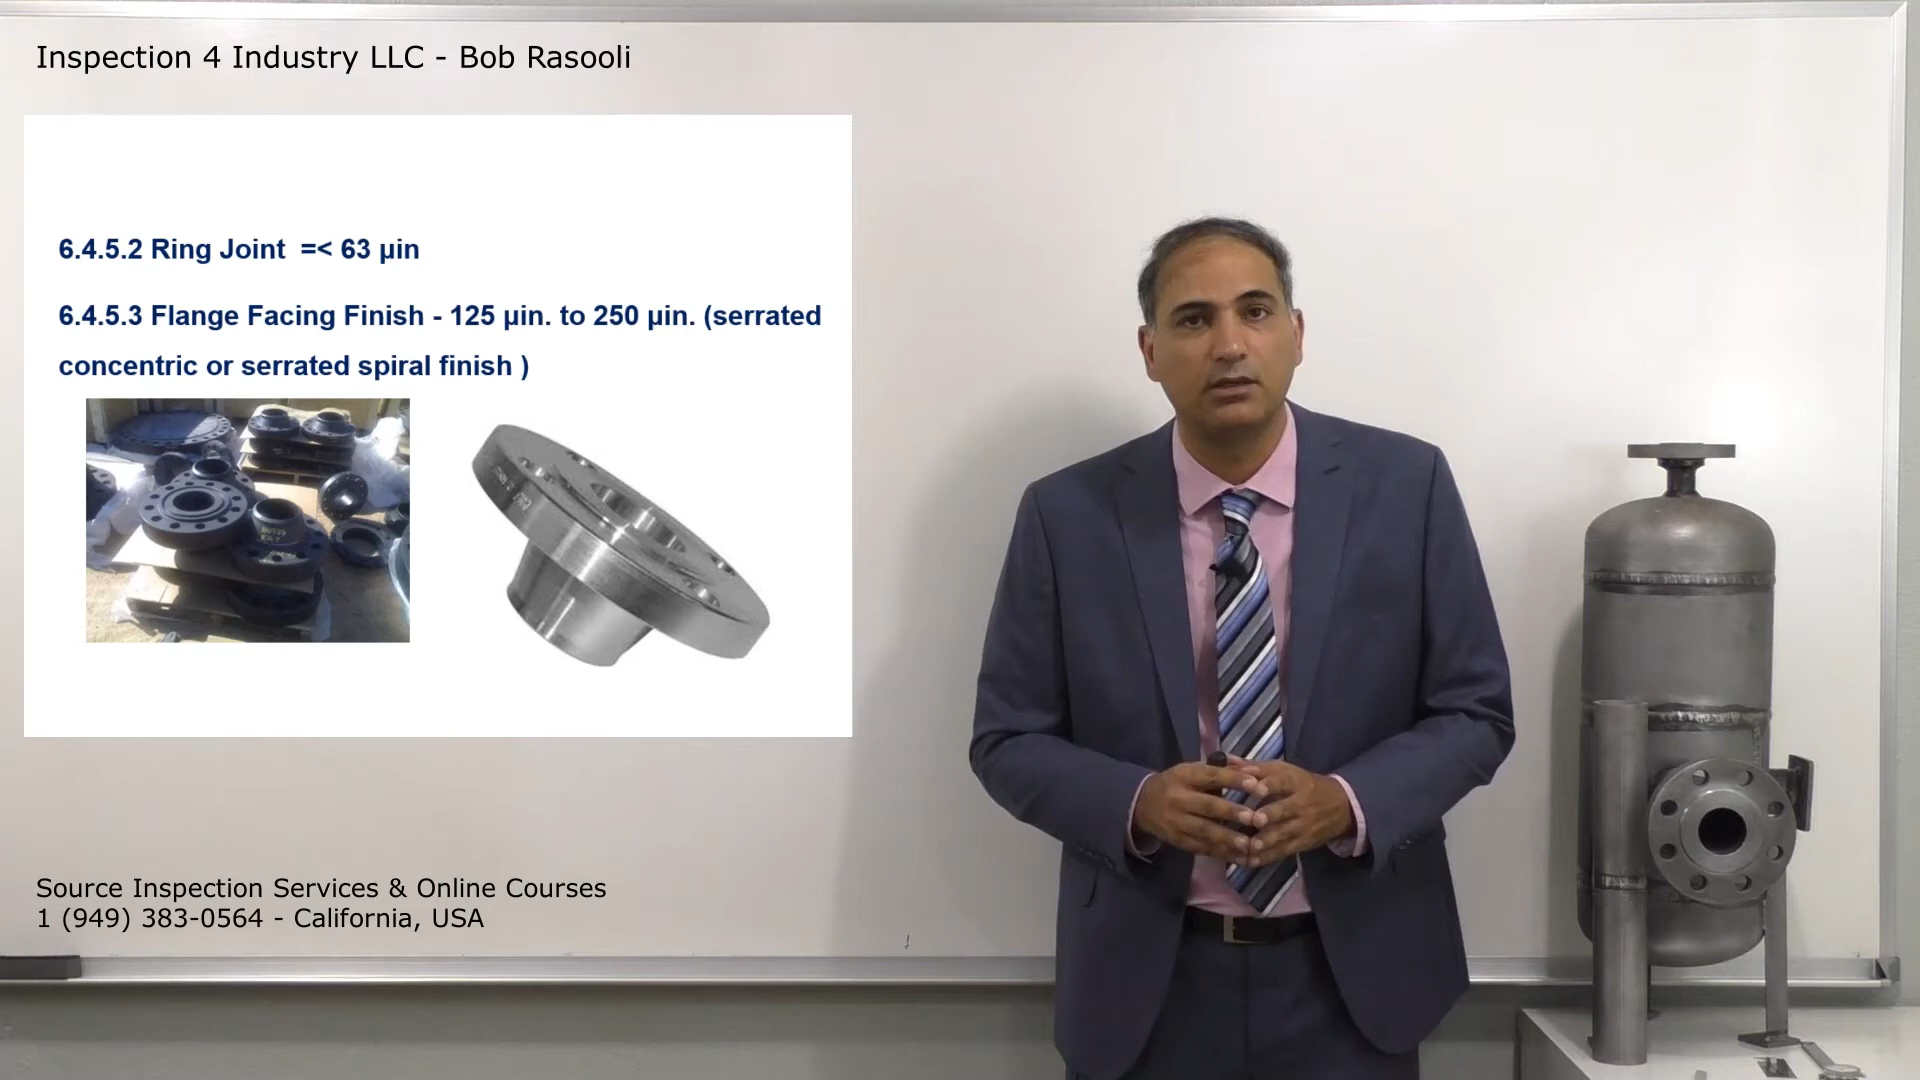 Inspection 4 Industry LLC - Bob Rasooli
6.4.5.2 Ring Joint =< 63 µin
6.4.5.3 Flange Facing Finish - 125 µin. to 250 µin. (serrated
concentric or serrated spiral finish )
Source Inspection Services & Online Courses
1 (949) 383-0564 - California, USA